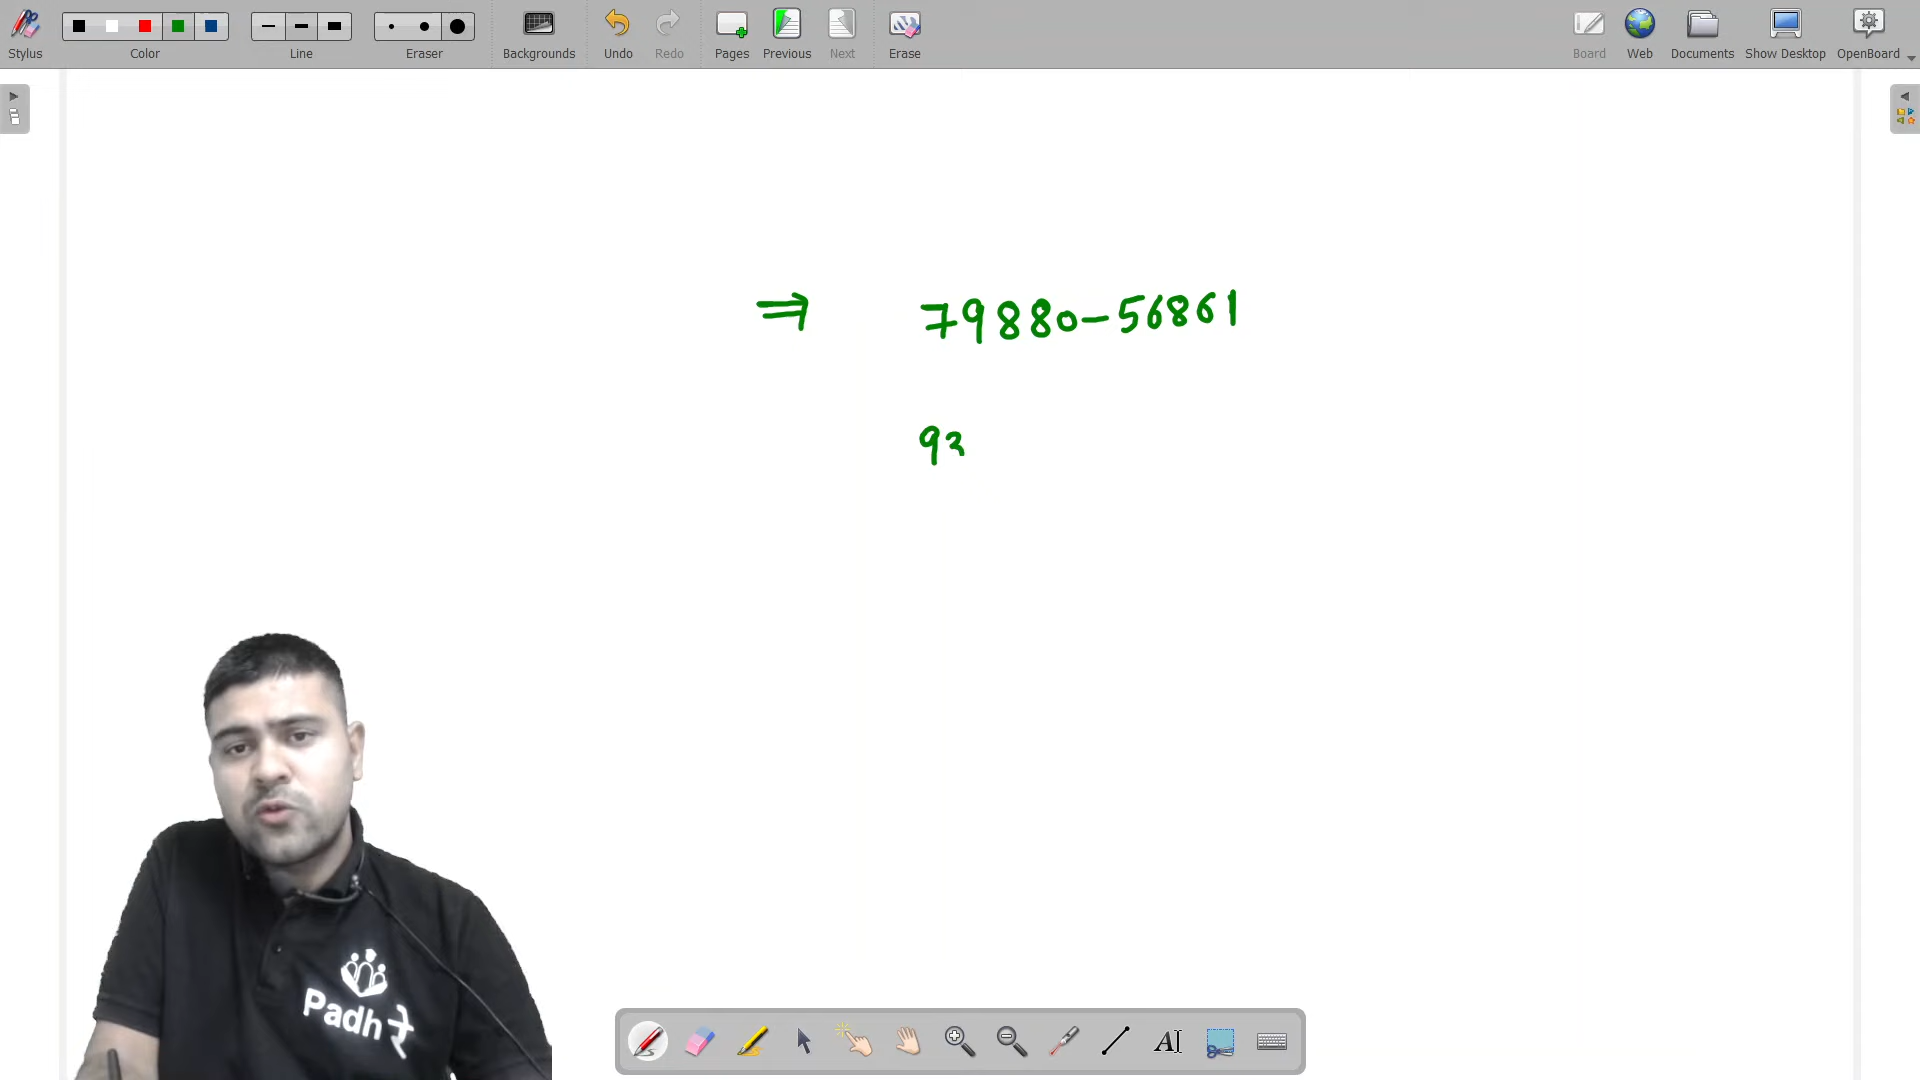 Stylus Color Line Eraser Backgrounds Undo Redo Pages Previous Next Erase Board Web Documents Show Desktop OpenBoard
⇒ 79880-56861
93
Padh ₹
A